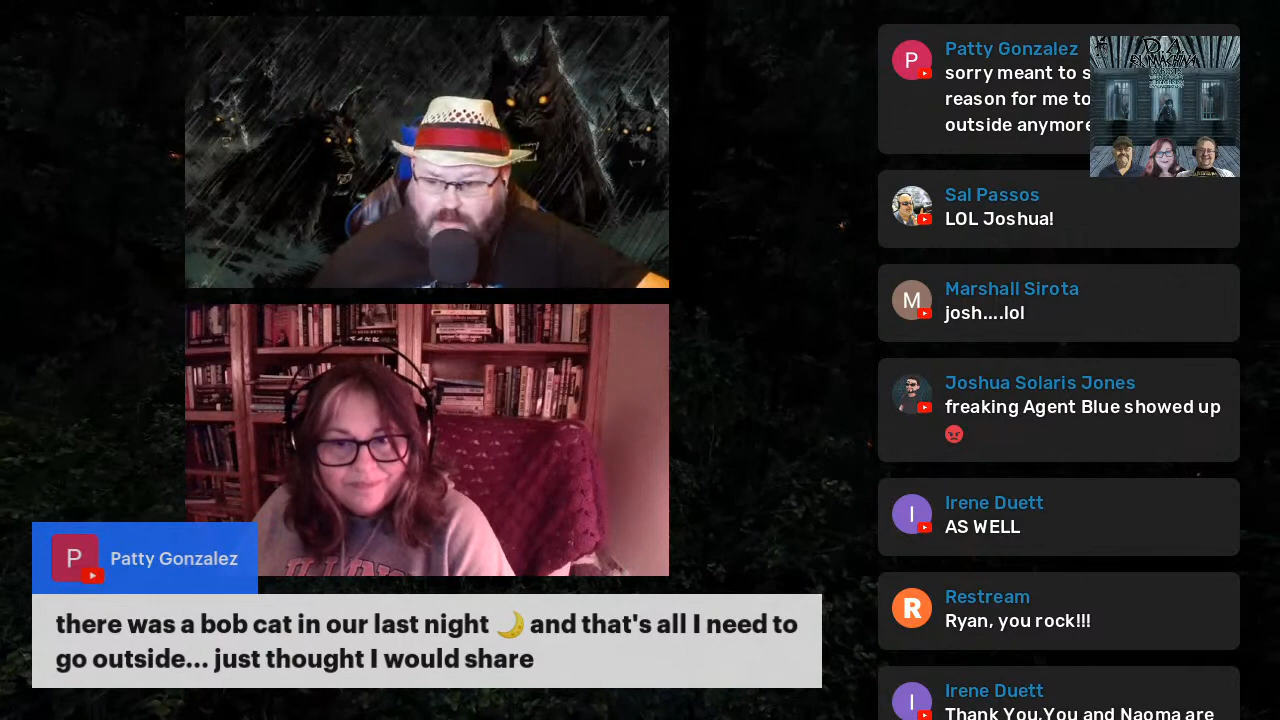 Patty Gonzalez
sorry meant to s
reason for me to
outside anymore
Sal Passos
LOL Joshua!
Marshall Sirota
josh....lol
Joshua Solaris Jones
freaking Agent Blue showed up
😡
Irene Duett
AS WELL
Restream
Ryan, you rock!!!
Irene Duett
Thank You,You and Naoma are
P
M
I
R
I
ILLINOIS
P
Patty Gonzalez
there was a bob cat in our last night 🌙 and that's all I need to
go outside... just thought I would share